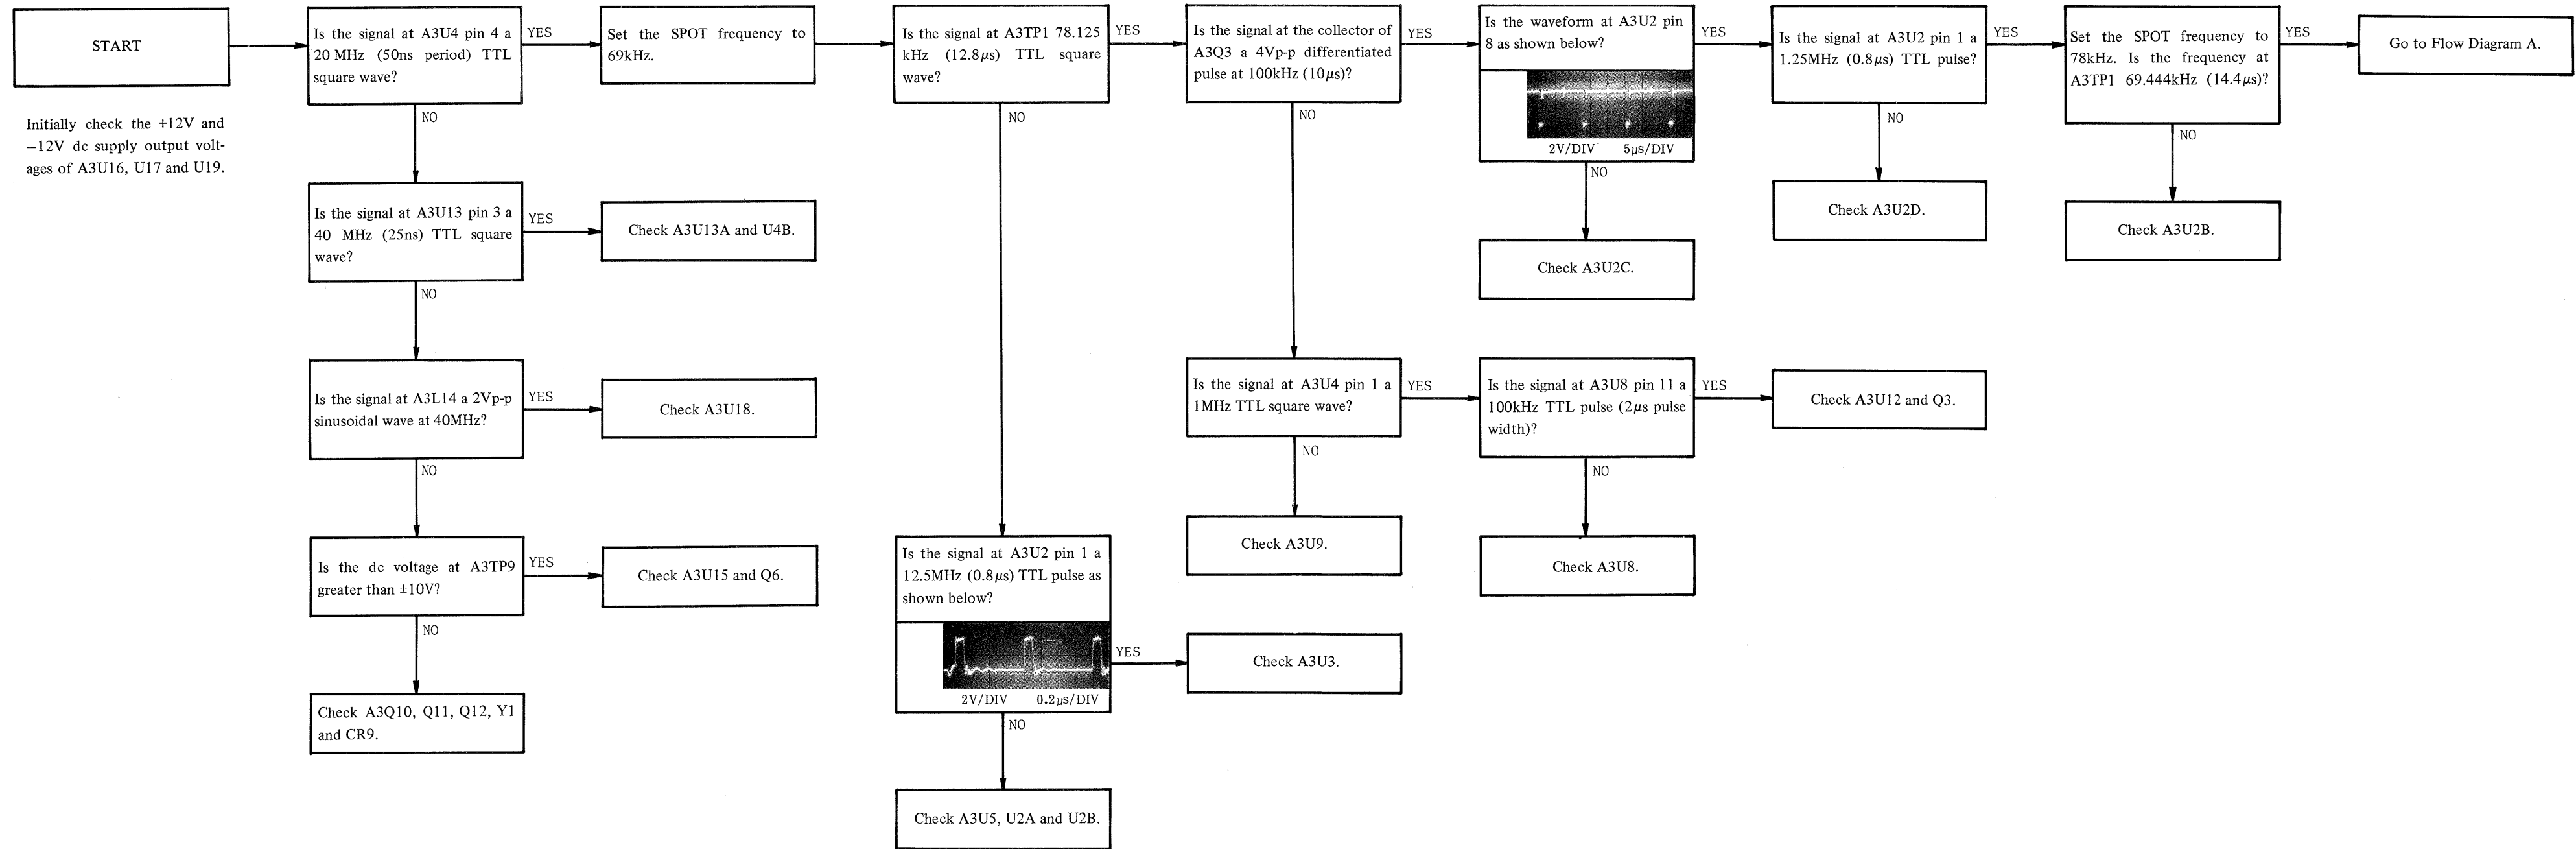 START
Initially check the +12V and
−12V dc supply output volt-
ages of A3U16, U17 and U19.
Is the signal at A3U4 pin 4 a
20 MHz (50ns period) TTL
square wave?
YES
NO
Set the SPOT frequency to
69kHz.
Is the signal at A3TP1 78.125
kHz (12.8μs) TTL square
wave?
YES
NO
Is the signal at the collector of
A3Q3 a 4Vp-p differentiated
pulse at 100kHz (10μs)?
YES
NO
Is the waveform at A3U2 pin
8 as shown below?
2V/DIV 5μs/DIV
YES
NO
Is the signal at A3U2 pin 1 a
1.25MHz (0.8μs) TTL pulse?
YES
NO
Set the SPOT frequency to
78kHz. Is the frequency at
A3TP1 69.444kHz (14.4μs)?
YES
NO
Go to Flow Diagram A.
Is the signal at A3U13 pin 3 a
40 MHz (25ns) TTL square
wave?
YES
NO
Check A3U13A and U4B.
Check A3U2C.
Check A3U2D.
Check A3U2B.
Is the signal at A3L14 a 2Vp-p
sinusoidal wave at 40MHz?
YES
NO
Check A3U18.
Is the signal at A3U4 pin 1 a
1MHz TTL square wave?
YES
NO
Is the signal at A3U8 pin 11 a
100kHz TTL pulse (2μs pulse
width)?
YES
NO
Check A3U12 and Q3.
Is the dc voltage at A3TP9
greater than ±10V?
YES
NO
Check A3U15 and Q6.
Is the signal at A3U2 pin 1 a
12.5MHz (0.8μs) TTL pulse as
shown below?
2V/DIV 0.2μs/DIV
YES
NO
Check A3U9.
Check A3U8.
Check A3U3.
Check A3Q10, Q11, Q12, Y1
and CR9.
Check A3U5, U2A and U2B.